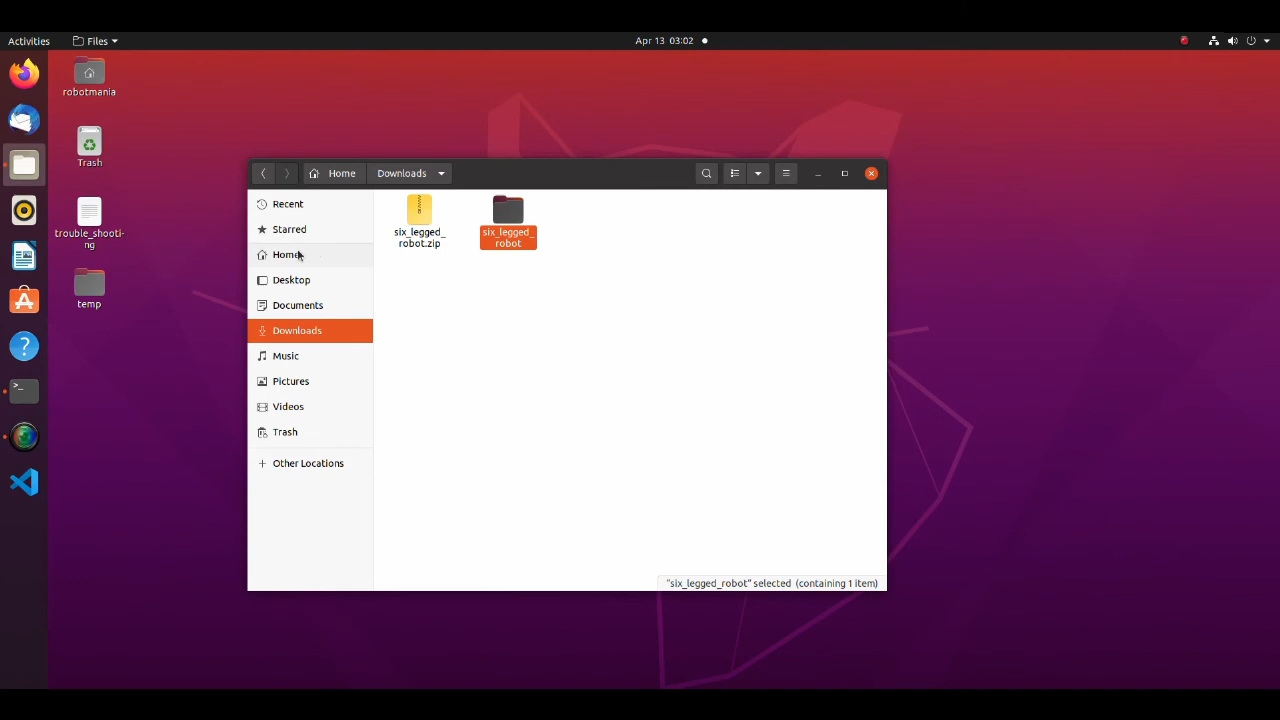 Activities
Files
Apr 13 03:02
robotmania
Trash
trouble_shooti-
ng
temp
Home
Downloads
Recent
Starred
Home
Desktop
Documents
Downloads
Music
Pictures
Videos
Trash
Other Locations
six_legged_
robot.zip
six_legged_
robot
"six_legged_robot" selected (containing 1 item)